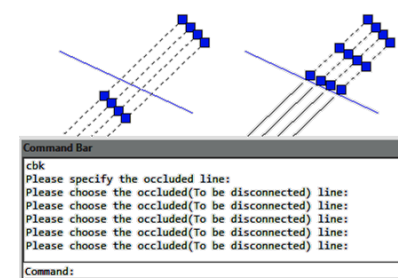 Command Bar
cbk
Please specify the occluded line:
Please choose the occluded(To be disconnected) line:
Please choose the occluded(To be disconnected) line:
Please choose the occluded(To be disconnected) line:
Please choose the occluded(To be disconnected) line:
Please choose the occluded(To be disconnected) line:
Command: